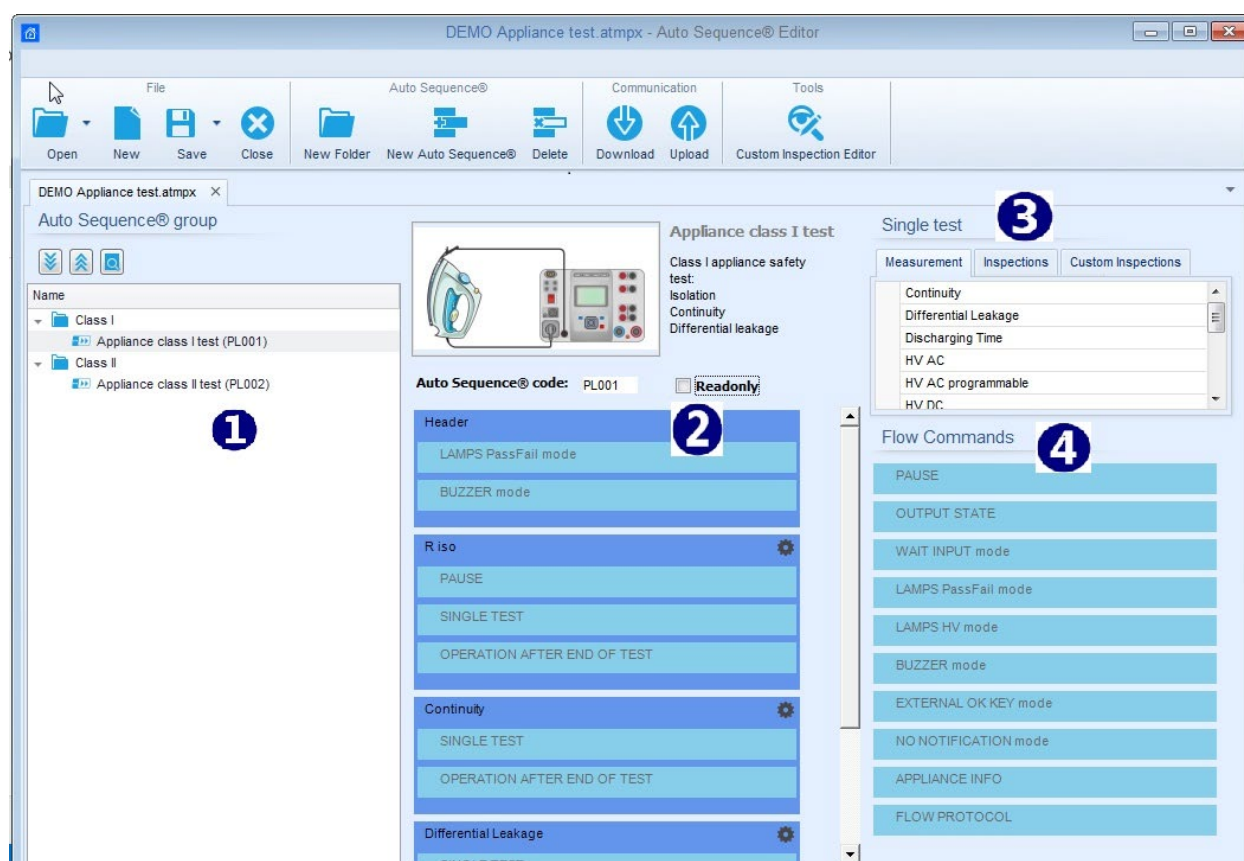 DEMO Appliance test.atmpx - Auto Sequence® Editor
File
Auto Sequence®
Communication
Tools
Open
New
Save
Close
New Folder
New Auto Sequence®
Delete
Download
Upload
Custom Inspection Editor
DEMO Appliance test.atmpx
Auto Sequence® group
Name
Class I
Appliance class I test (PL001)
Class II
Appliance class II test (PL002)
1
Appliance class I test
Class I appliance safety
test:
Isolation
Continuity
Differential leakage
Auto Sequence® code: PL001
Readonly
2
Header
LAMPS PassFail mode
BUZZER mode
R iso
PAUSE
SINGLE TEST
OPERATION AFTER END OF TEST
Continuity
SINGLE TEST
OPERATION AFTER END OF TEST
Differential Leakage
SINGLE TEST
Single test
3
Measurement
Inspections
Custom Inspections
Continuity
Differential Leakage
Discharging Time
HV AC
HV AC programmable
HV DC
Flow Commands
4
PAUSE
OUTPUT STATE
WAIT INPUT mode
LAMPS PassFail mode
LAMPS HV mode
BUZZER mode
EXTERNAL OK KEY mode
NO NOTIFICATION mode
APPLIANCE INFO
FLOW PROTOCOL